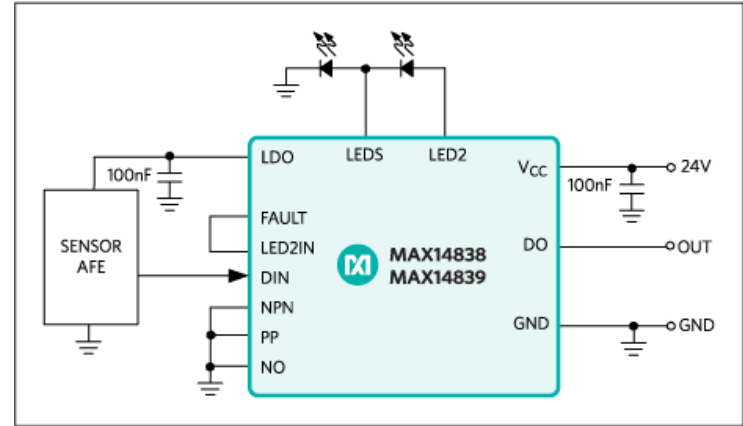 LDO
LEDS
LED2
V_CC
100nF
100nF
24V
FAULT
LED2IN
DIN
SENSOR
AFE
MAX14838
MAX14839
DO
OUT
NPN
PP
NO
GND
GND